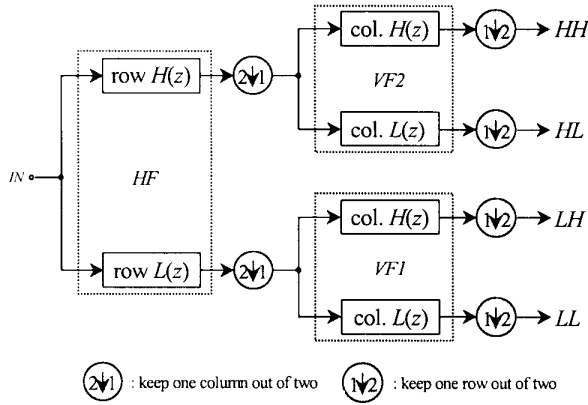 col. H(z)
1↓2
HH
row H(z)
2↓1
VF2
col. L(z)
1↓2
HL
IN
HF
col. H(z)
1↓2
LH
row L(z)
2↓1
VF1
col. L(z)
1↓2
LL
2↓1 : keep one column out of two
1↓2 : keep one row out of two